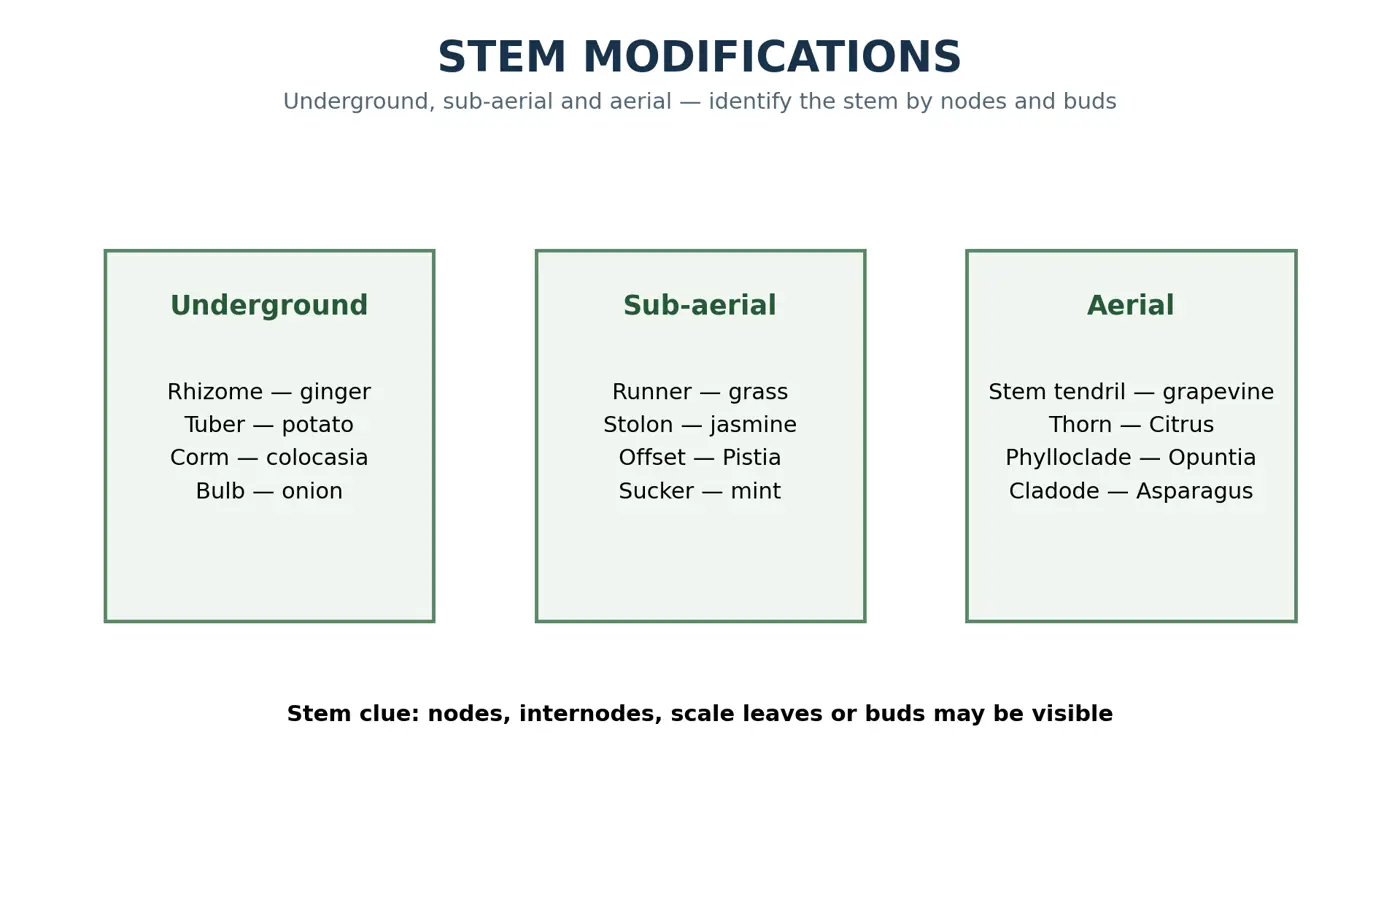 STEM MODIFICATIONS
Underground, sub-aerial and aerial — identify the stem by nodes and buds
Underground
Rhizome — ginger
Tuber — potato
Corm — colocasia
Bulb — onion
Sub-aerial
Runner — grass
Stolon — jasmine
Offset — Pistia
Sucker — mint
Aerial
Stem tendril — grapevine
Thorn — Citrus
Phylloclade — Opuntia
Cladode — Asparagus
Stem clue: nodes, internodes, scale leaves or buds may be visible